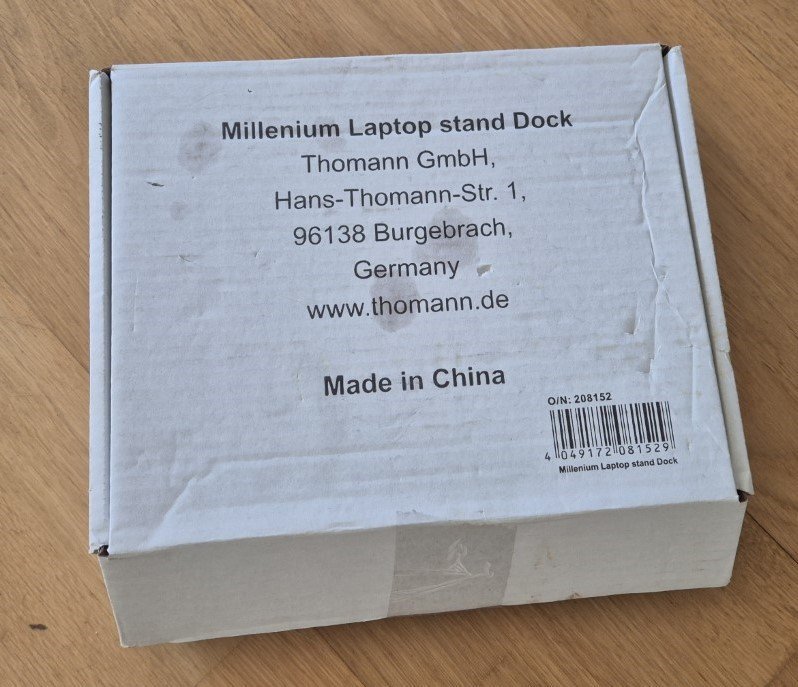 Millenium Laptop stand Dock
Thomann GmbH,
Hans-Thomann-Str. 1,
96138 Burgebrach,
Germany
www.thomann.de
Made in China
O/N: 208152
4 049172 081529
Millenium Laptop stand Dock